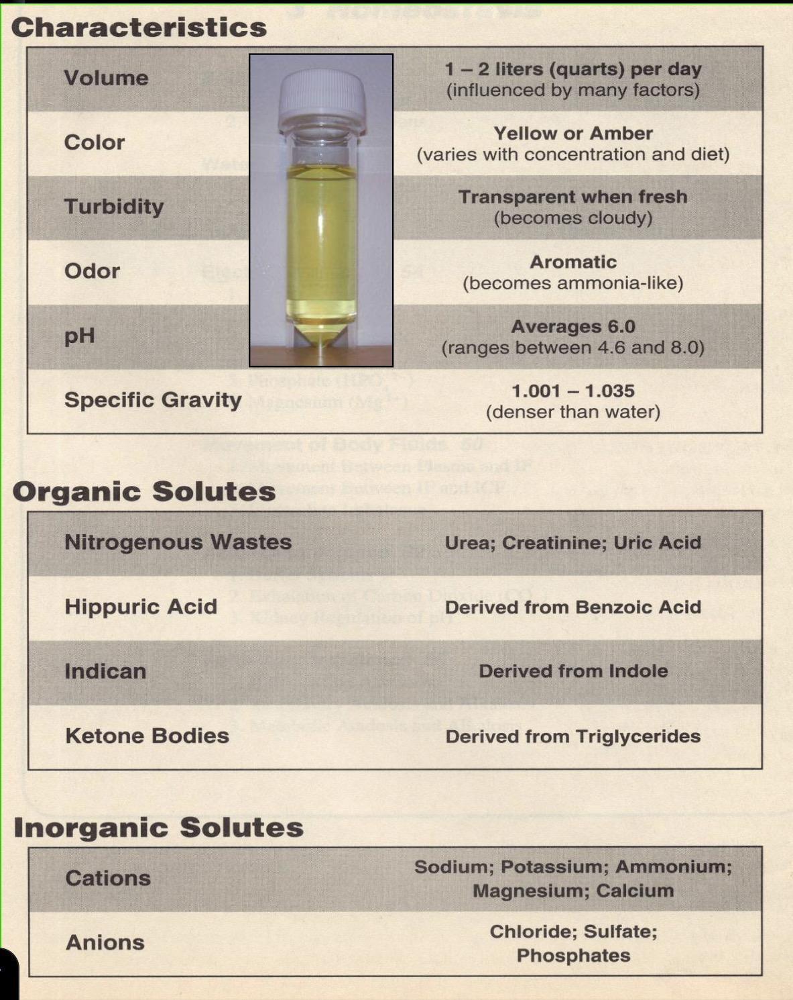 Characteristics
Volume
1 – 2 liters (quarts) per day
(influenced by many factors)
Color
Yellow or Amber
(varies with concentration and diet)
Turbidity
Transparent when fresh
(becomes cloudy)
Odor
Aromatic
(becomes ammonia-like)
pH
Averages 6.0
(ranges between 4.6 and 8.0)
Specific Gravity
1.001 – 1.035
(denser than water)
Organic Solutes
Nitrogenous Wastes
Urea; Creatinine; Uric Acid
Hippuric Acid
Derived from Benzoic Acid
Indican
Derived from Indole
Ketone Bodies
Derived from Triglycerides
Inorganic Solutes
Cations
Sodium; Potassium; Ammonium;
Magnesium; Calcium
Anions
Chloride; Sulfate;
Phosphates